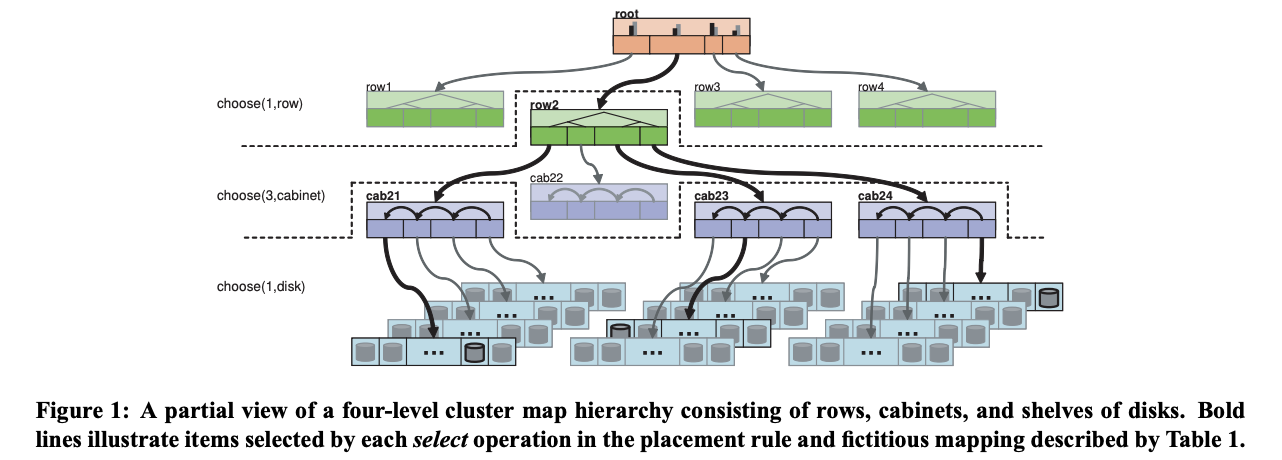 root
row1
row3
row4
choose(1,row)
row2
cab22
choose(3,cabinet)
cab21
cab23
cab24
choose(1,disk)
...
...
...
...
...
...
...
...
...
...
...
...
Figure 1: A partial view of a four-level cluster map hierarchy consisting of rows, cabinets, and shelves of disks. Bold
lines illustrate items selected by each select operation in the placement rule and fictitious mapping described by Table 1.